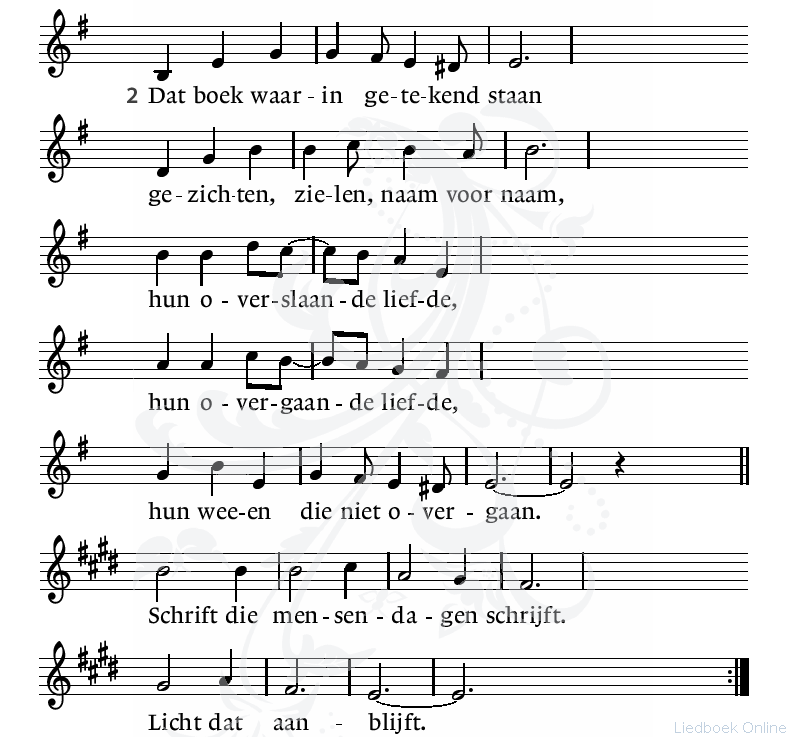 2 Dat boek waar - in ge - te - kend staan
ge - zich - ten, zie - len, naam voor naam,
hun o - ver - slaan - de lief - de,
hun o - ver - gaan - de lief - de,
hun wee - en die niet o - ver - gaan.
Schrift die men - sen - da - gen schrijft.
Licht dat aan - blijft.
Liedboek Online